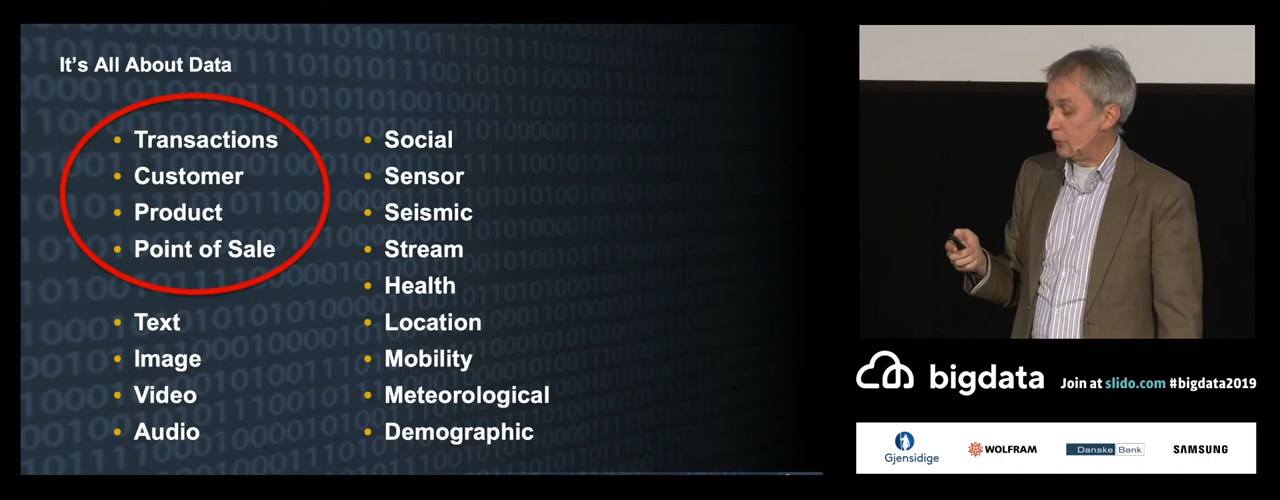 It's All About Data
• Transactions
• Customer
• Product
• Point of Sale
• Text
• Image
• Video
• Audio
• Social
• Sensor
• Seismic
• Stream
• Health
• Location
• Mobility
• Meteorological
• Demographic
bigdata
Join at slido.com #bigdata2019
Gjensidige
WOLFRAM
Danske Bank
SAMSUNG